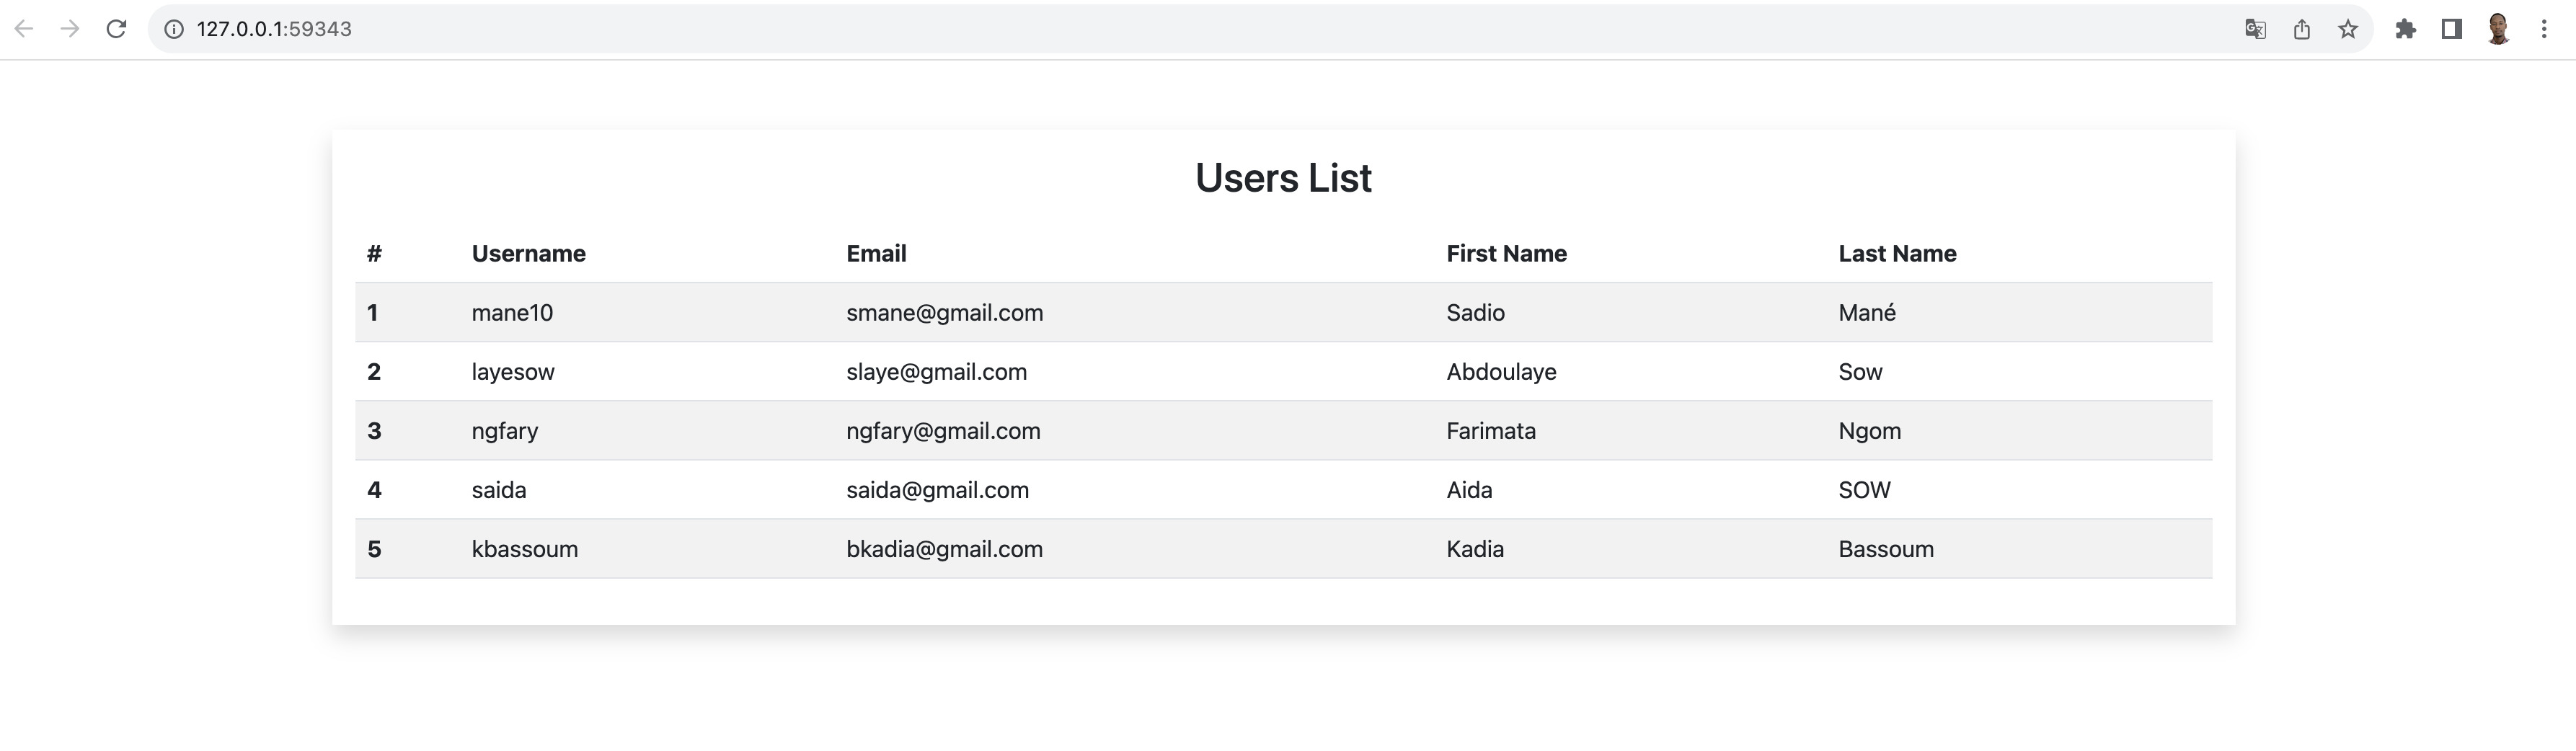 127.0.0.1:59343
Users List
# Username Email First Name Last Name
1 mane10 smane@gmail.com Sadio Mané
2 layesow slaye@gmail.com Abdoulaye Sow
3 ngfary ngfary@gmail.com Farimata Ngom
4 saida saida@gmail.com Aida SOW
5 kbassoum bkadia@gmail.com Kadia Bassoum